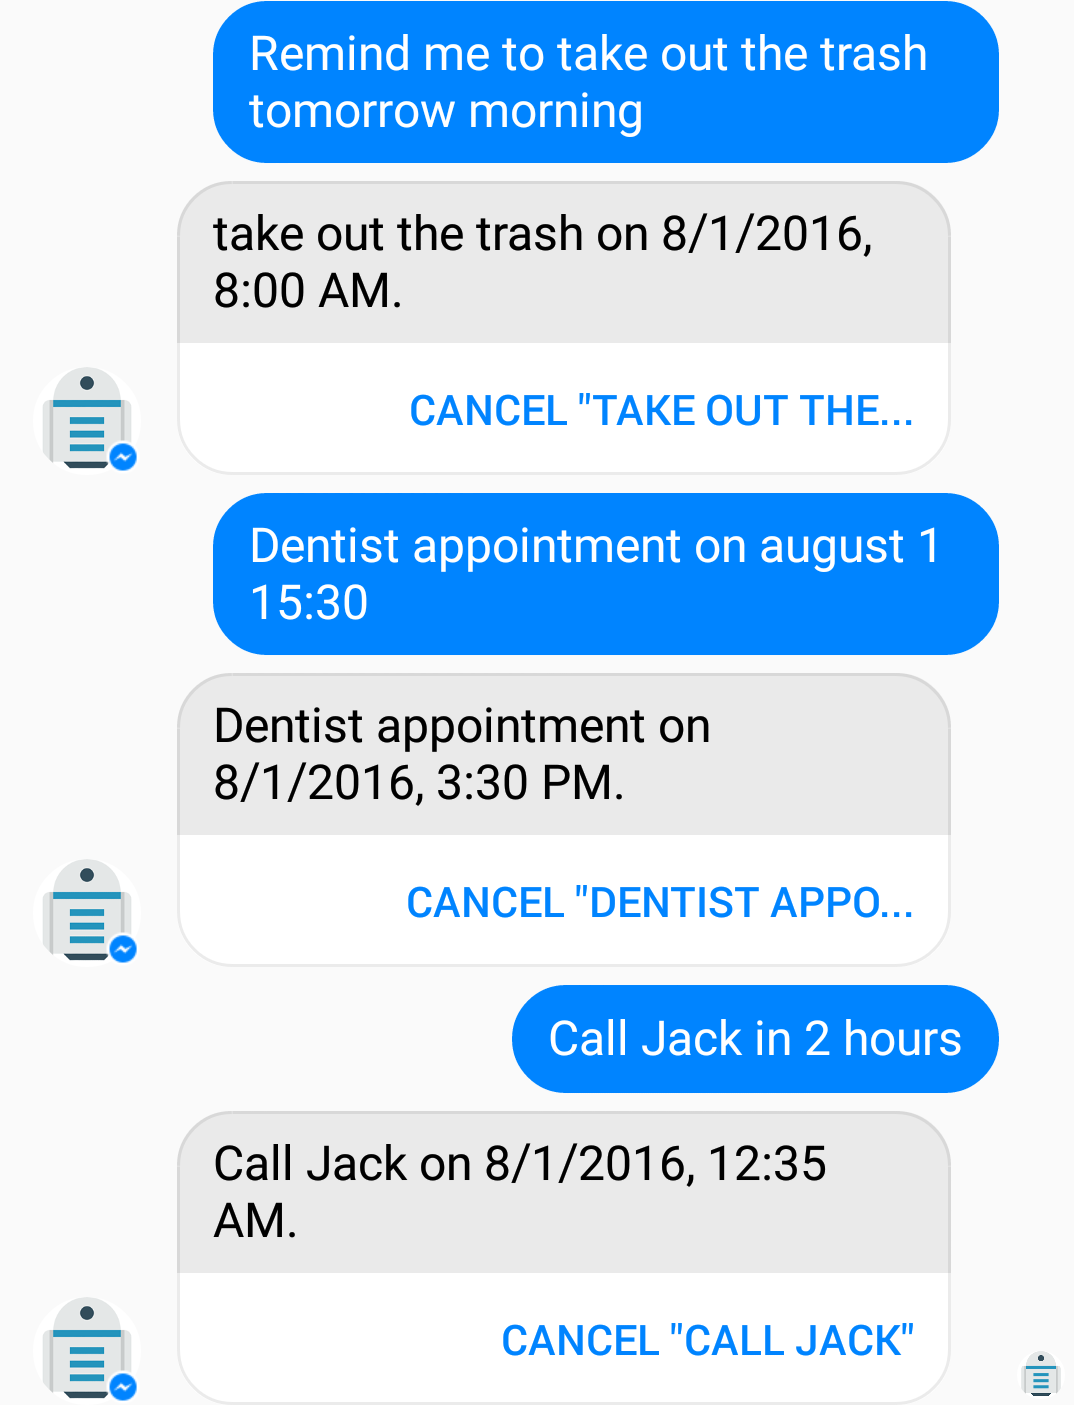 Remind me to take out the trash
tomorrow morning
take out the trash on 8/1/2016,
8:00 AM.
CANCEL "TAKE OUT THE...
Dentist appointment on august 1
15:30
Dentist appointment on
8/1/2016, 3:30 PM.
CANCEL "DENTIST APPO...
Call Jack in 2 hours
Call Jack on 8/1/2016, 12:35
AM.
CANCEL "CALL JACK"